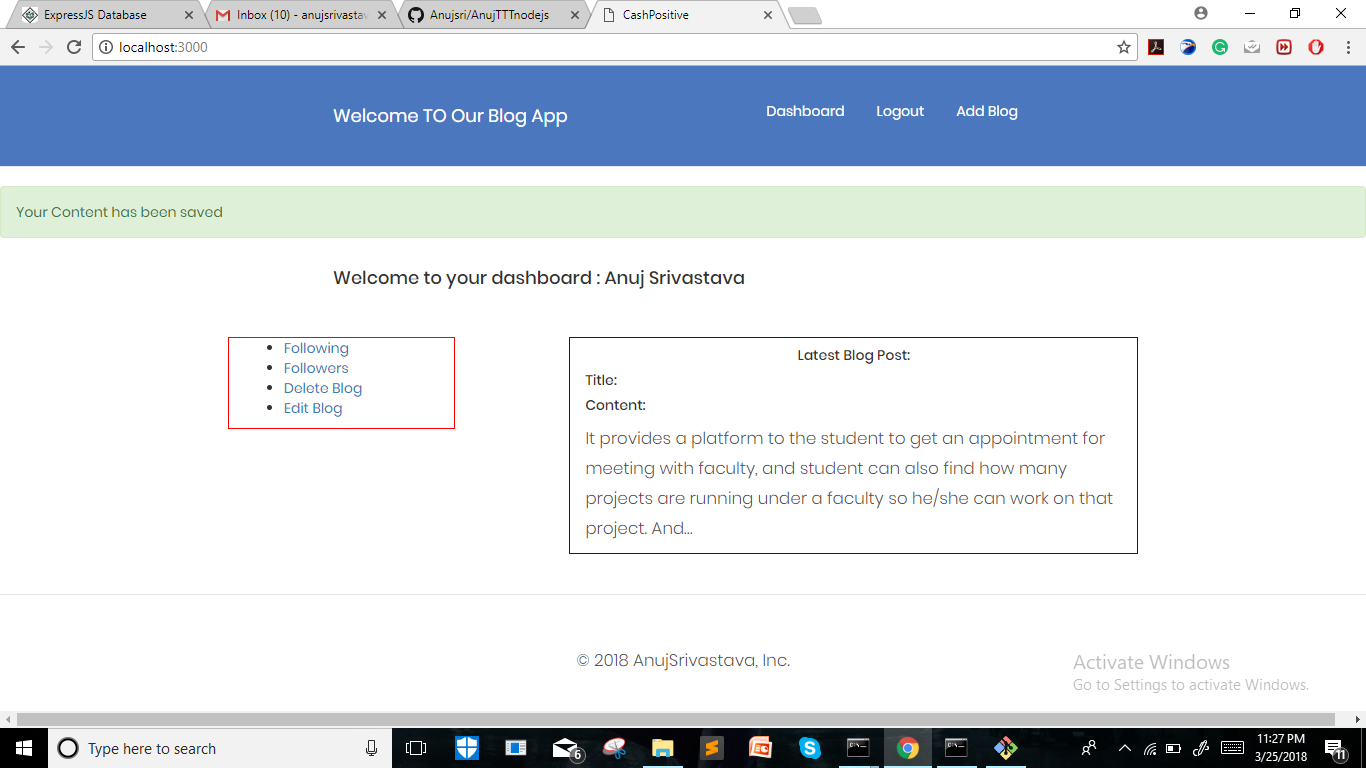 ExpressJS Database
Inbox (10) - anujsrivastav
Anujsri/AnujTTTnodejs
CashPositive
localhost:3000
Welcome TO Our Blog App
Dashboard
Logout
Add Blog
Your Content has been saved
Welcome to your dashboard : Anuj Srivastava
Following
Followers
Delete Blog
Edit Blog
Latest Blog Post:
Title:
Content:
It provides a platform to the student to get an appointment for
meeting with faculty, and student can also find how many
projects are running under a faculty so he/she can work on that
project. And...
© 2018 AnujSrivastava, Inc.
Activate Windows
Go to Settings to activate Windows.
Type here to search
6
11:27 PM
3/25/2018
11